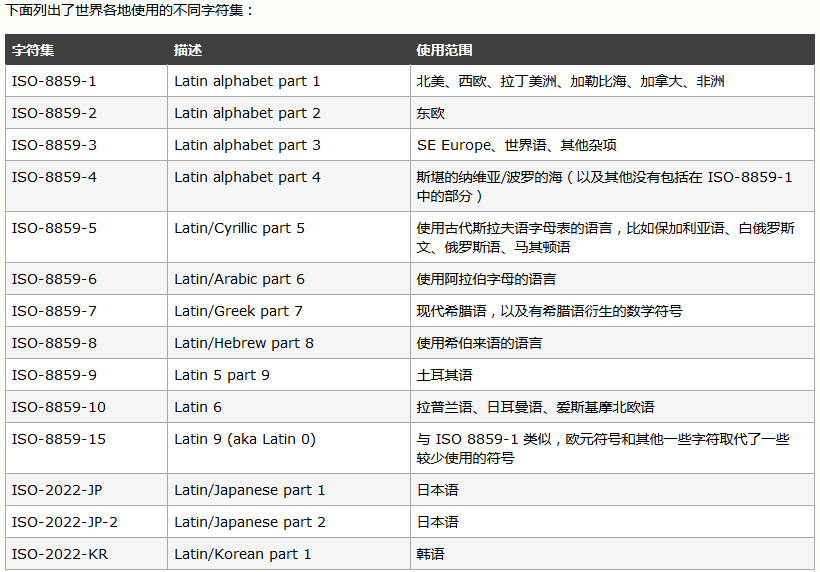 下面列出了世界各地使用的不同字符集：
字符集 描述 使用范围
ISO-8859-1 Latin alphabet part 1 北美、西欧、拉丁美洲、加勒比海、加拿大、非洲
ISO-8859-2 Latin alphabet part 2 东欧
ISO-8859-3 Latin alphabet part 3 SE Europe、世界语、其他杂项
ISO-8859-4 Latin alphabet part 4 斯堪的纳维亚/波罗的海（以及其他没有包括在 ISO-8859-1
中的部分）
ISO-8859-5 Latin/Cyrillic part 5 使用古代斯拉夫语字母表的语言，比如保加利亚语、白俄罗斯
文、俄罗斯语、马其顿语
ISO-8859-6 Latin/Arabic part 6 使用阿拉伯字母的语言
ISO-8859-7 Latin/Greek part 7 现代希腊语，以及有希腊语衍生的数学符号
ISO-8859-8 Latin/Hebrew part 8 使用希伯来语的语言
ISO-8859-9 Latin 5 part 9 土耳其语
ISO-8859-10 Latin 6 拉普兰语、日耳曼语、爱斯基摩北欧语
ISO-8859-15 Latin 9 (aka Latin 0) 与 ISO 8859-1 类似，欧元符号和其他一些字符取代了一些
较少使用的符号
ISO-2022-JP Latin/Japanese part 1 日本语
ISO-2022-JP-2 Latin/Japanese part 2 日本语
ISO-2022-KR Latin/Korean part 1 韩语